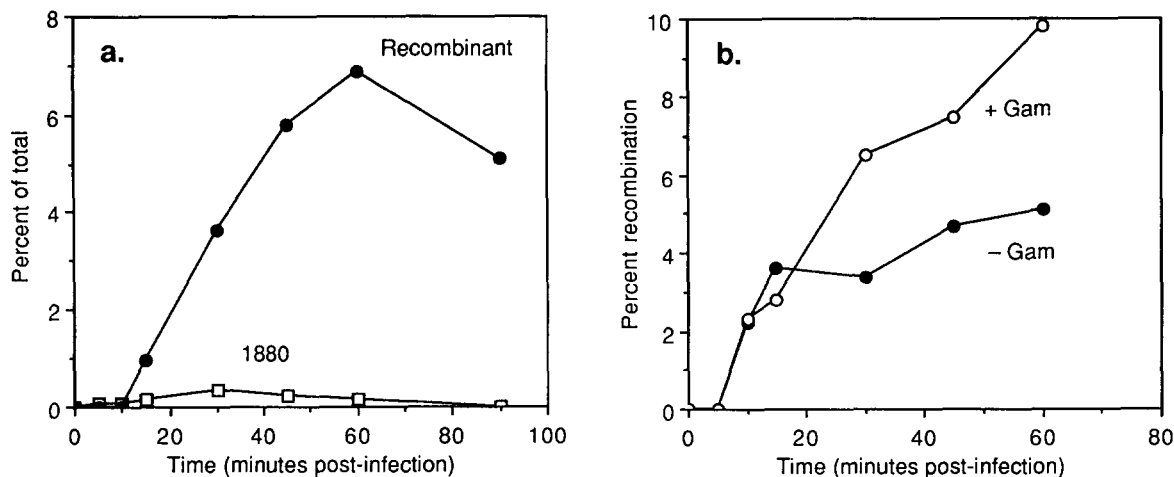 a.
Recombinant
1880
Percent of total
8
6
4
2
0
0 20 40 60 80 100
Time (minutes post-infection)
b.
+ Gam
– Gam
Percent recombination
10
8
6
4
2
0
0 20 40 60 80
Time (minutes post-infection)